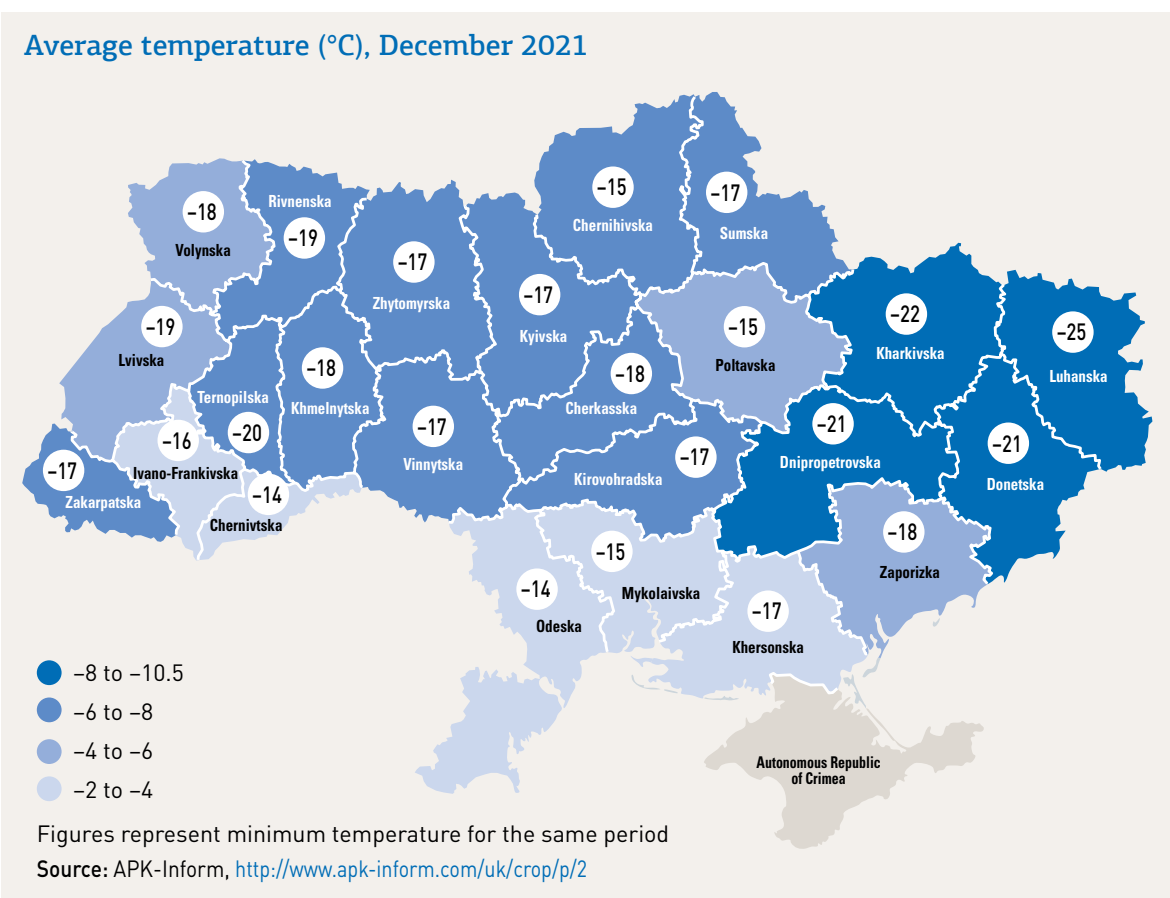 Average temperature (°C), December 2021
–15
Chernihivska
–17
Sumska
–18
Volynska
Rivnenska
–19
–17
Zhytomyrska
–17
Kyivska
–15
Poltavska
–22
Kharkivska
–25
Luhanska
–19
Lvivska
Ternopilska
–20
–18
Khmelnytska
–18
Cherkasska
–17
Vinnytska
–17
Kirovohradska
–21
Dnipropetrovska
–21
Donetska
–17
Zakarpatska
–16
Ivano-Frankivska
–14
Chernivtska
–14
Odeska
–15
Mykolaivska
–17
Khersonska
–18
Zaporizka
Autonomous Republic
of Crimea
–8 to –10.5
–6 to –8
–4 to –6
–2 to –4
Figures represent minimum temperature for the same period
Source: APK-Inform, http://www.apk-inform.com/uk/crop/p/2